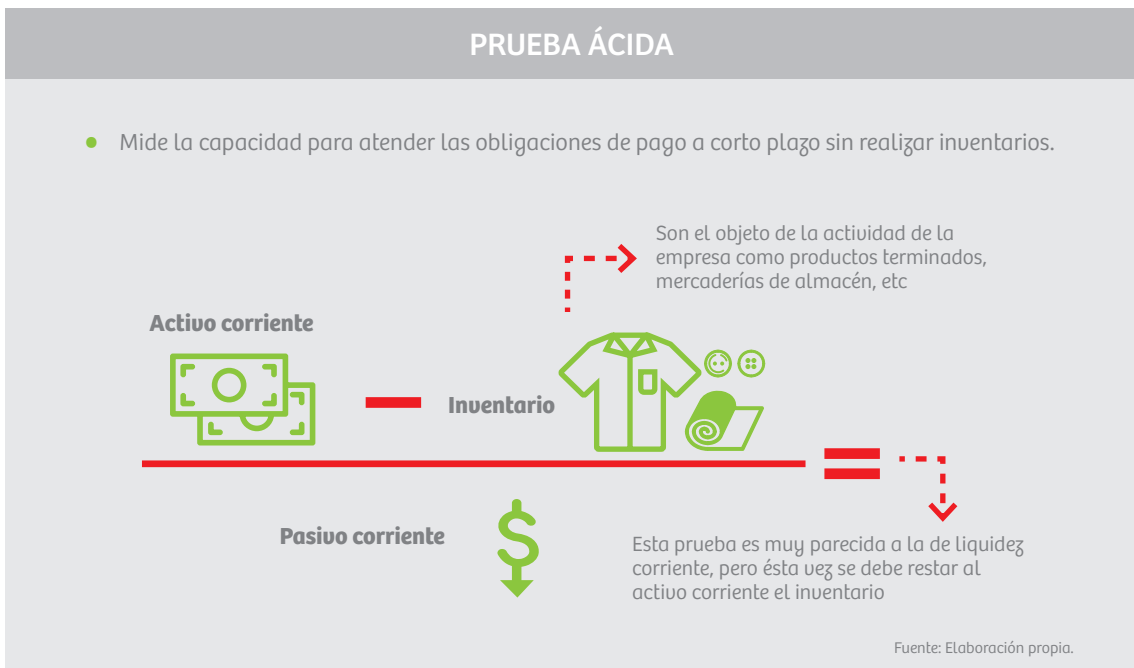 PRUEBA ÁCIDA
• Mide la capacidad para atender las obligaciones de pago a corto plazo sin realizar inventarios.
Son el objeto de la actividad de la
empresa como productos terminados,
mercaderías de almacén, etc
Activo corriente
Inventario
Pasivo corriente
Esta prueba es muy parecida a la de liquidez
corriente, pero ésta vez se debe restar al
activo corriente el inventario
Fuente: Elaboración propia.